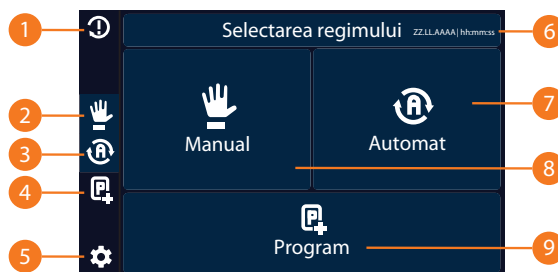 1
Selectarea regimului ZZ.LL.AAAA| hh:mm:ss
6
2
3
4
5
Manual
A
Automat
7
8
P
Program
9